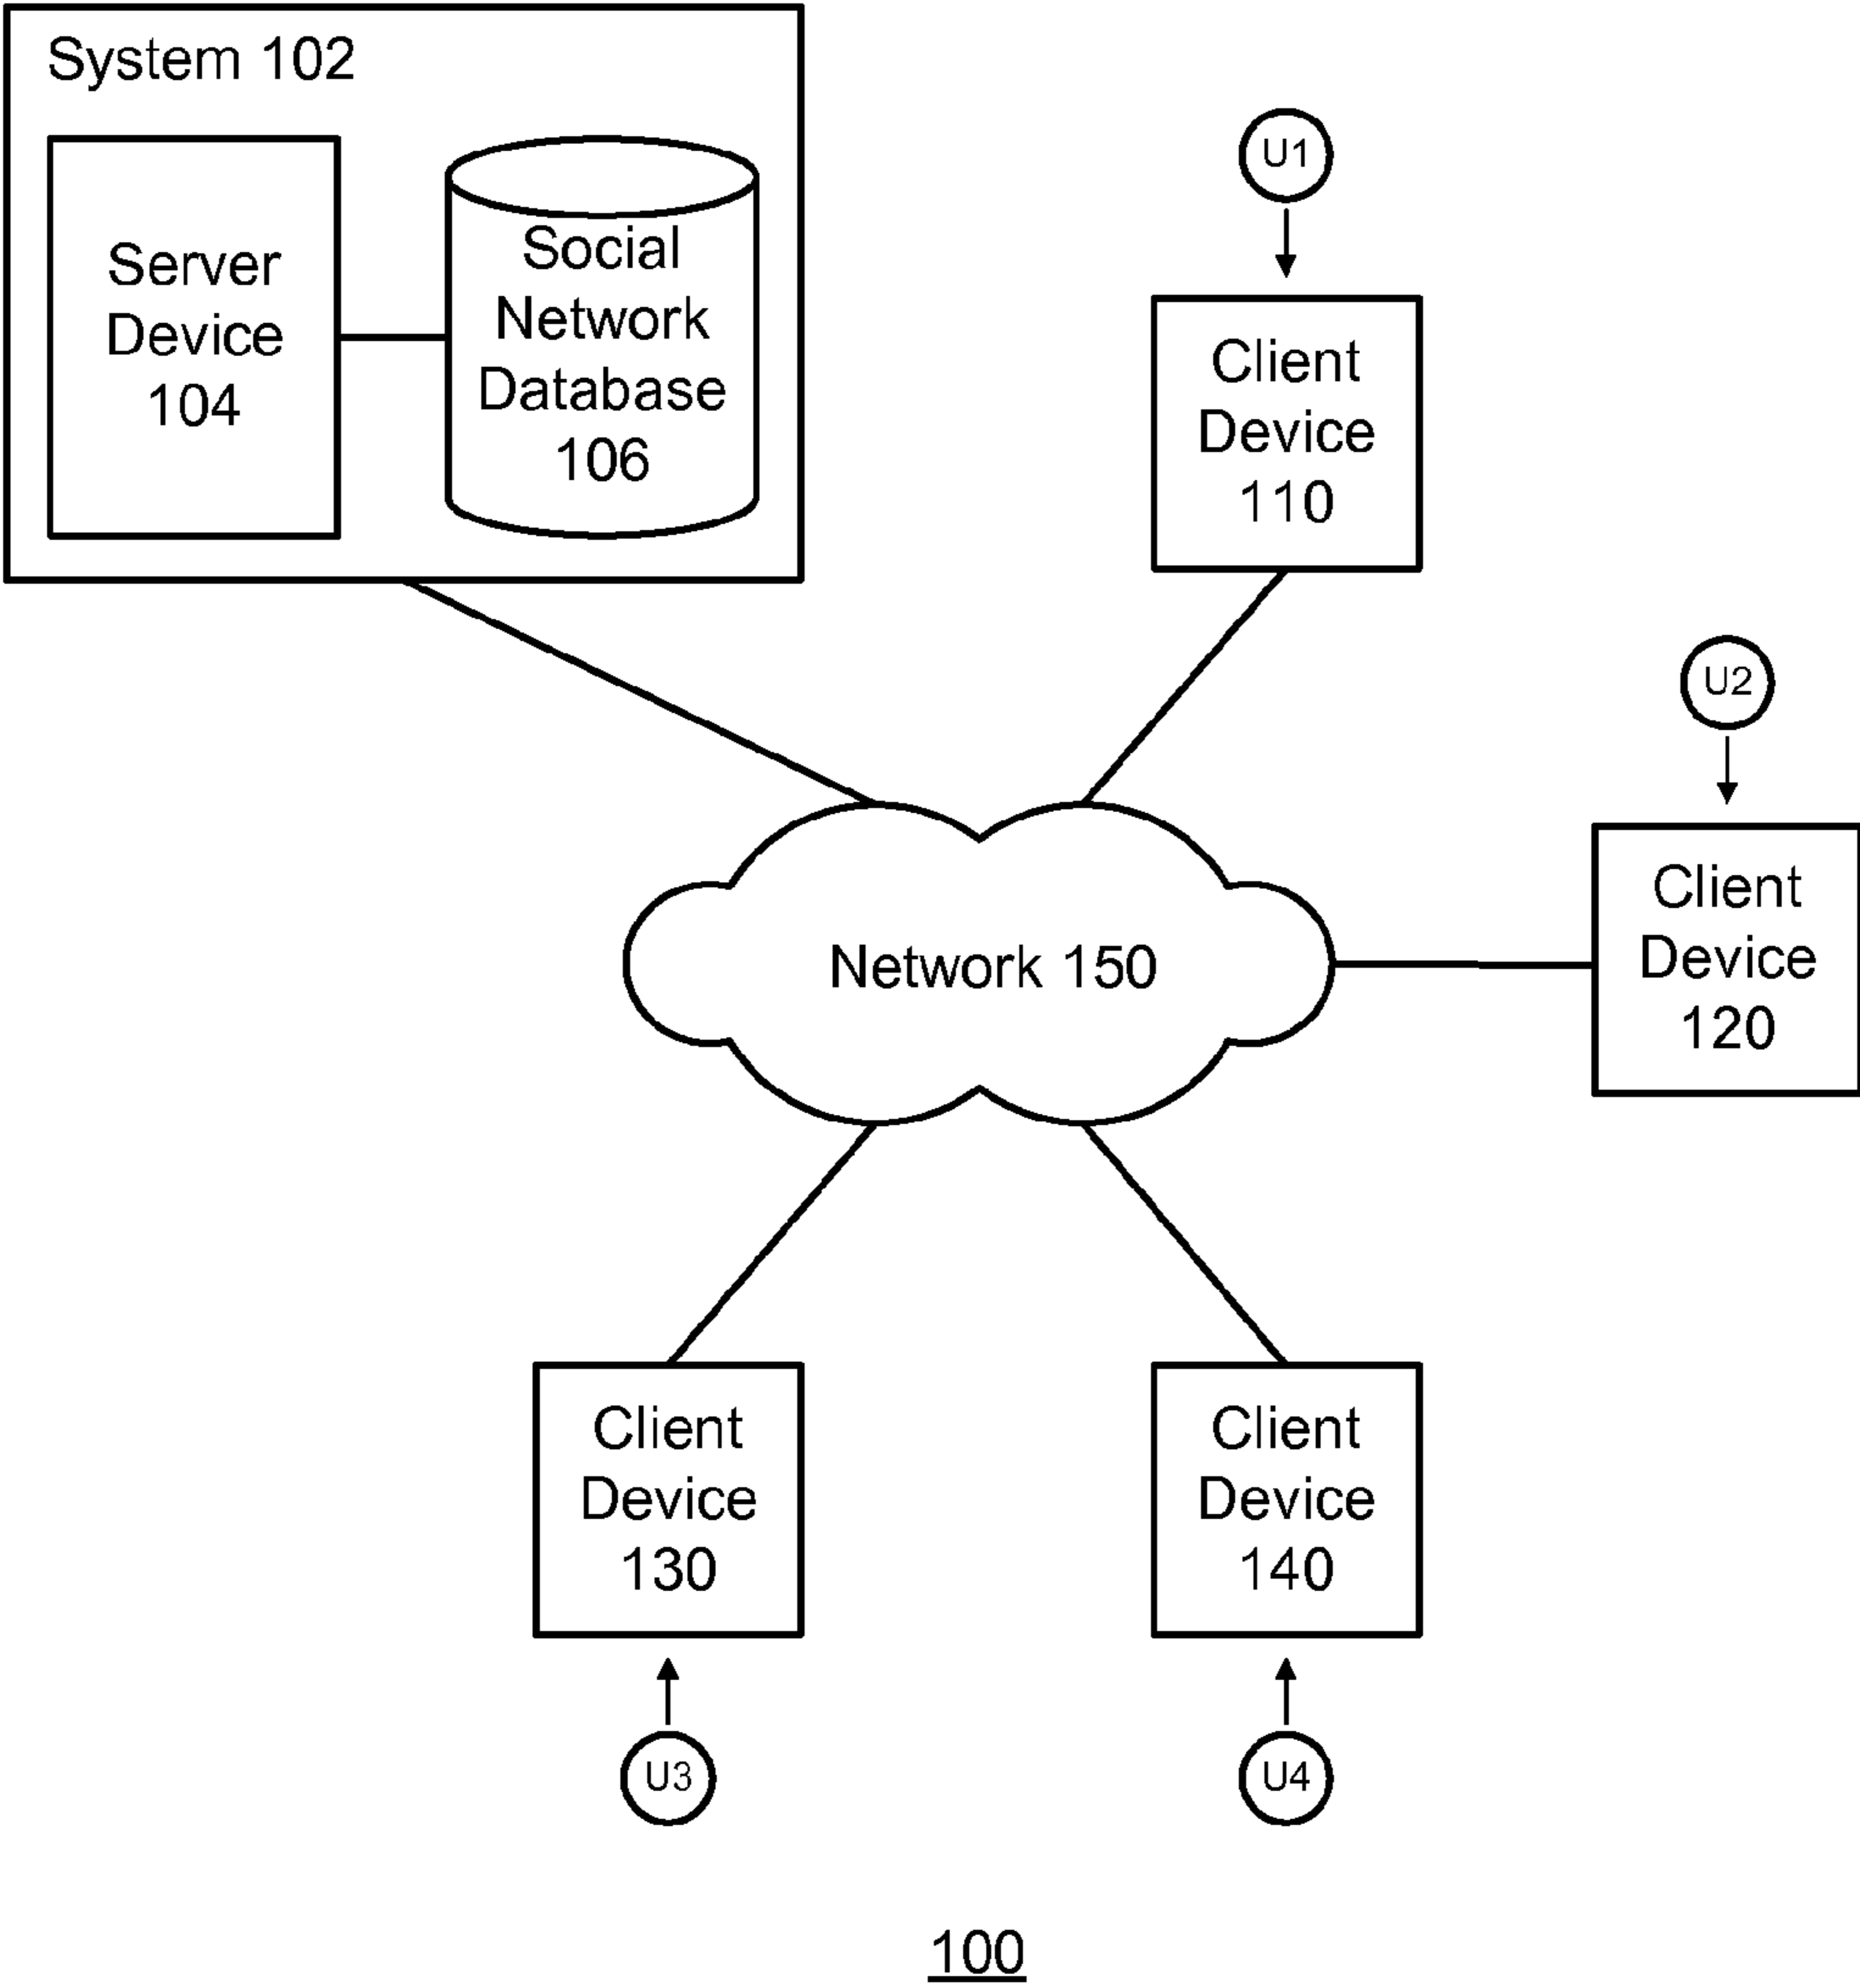 System 102
Server
Device
104
Social
Network
Database
106
U1
Client
Device
110
U2
Client
Device
120
Network 150
Client
Device
130
Client
Device
140
U3
U4
100